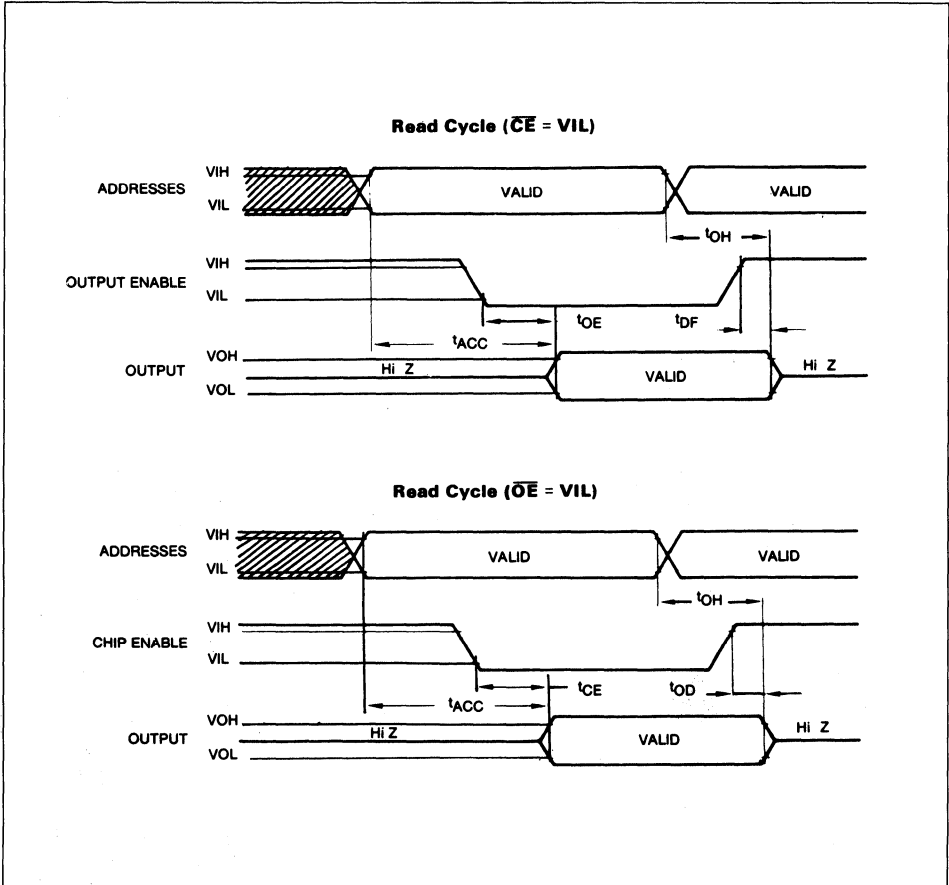 Read Cycle (CE = VIL)
ADDRESSES
VIH
VIL
VALID
VALID
tOH
OUTPUT ENABLE
VIH
VIL
tOE
tDF
tACC
OUTPUT
VOH
VOL
Hi Z
VALID
Hi Z
Read Cycle (OE = VIL)
ADDRESSES
VIH
VIL
VALID
VALID
tOH
CHIP ENABLE
VIH
VIL
tCE
tOD
tACC
OUTPUT
VOH
VOL
Hi Z
VALID
Hi Z